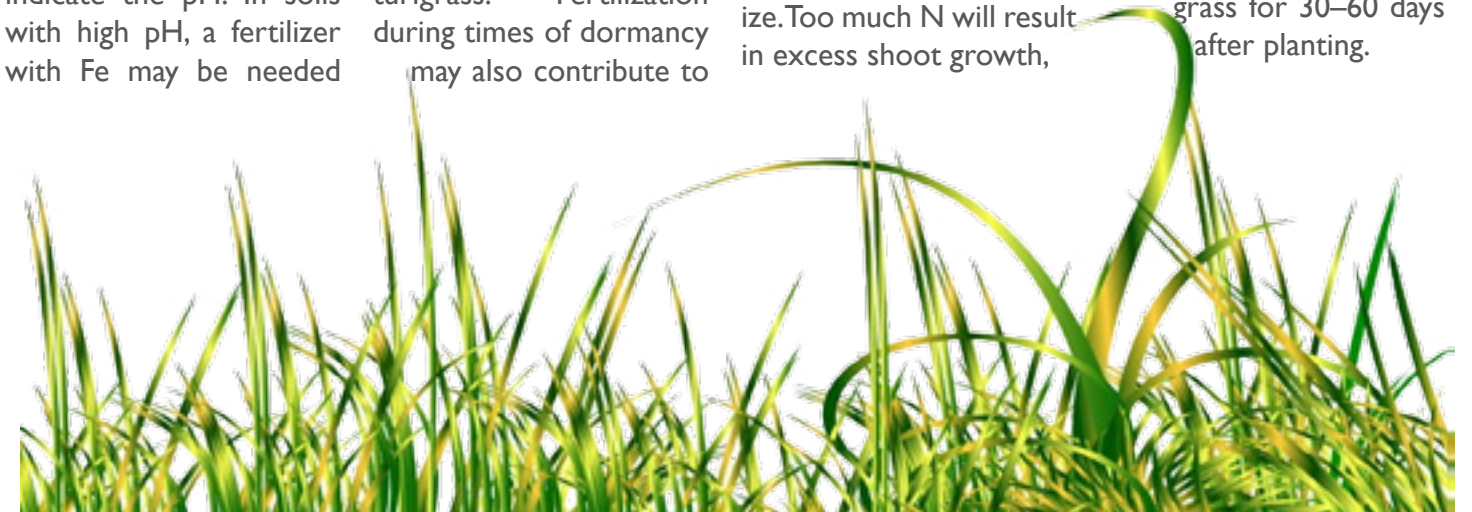 indicate the pH. In soils
with high pH, a fertilizer
with Fe may be needed
turfgrass. Fertilization
during times of dormancy
may also contribute to
ize.Too much N will result
in excess shoot growth,
grass for 30–60 days
after planting.